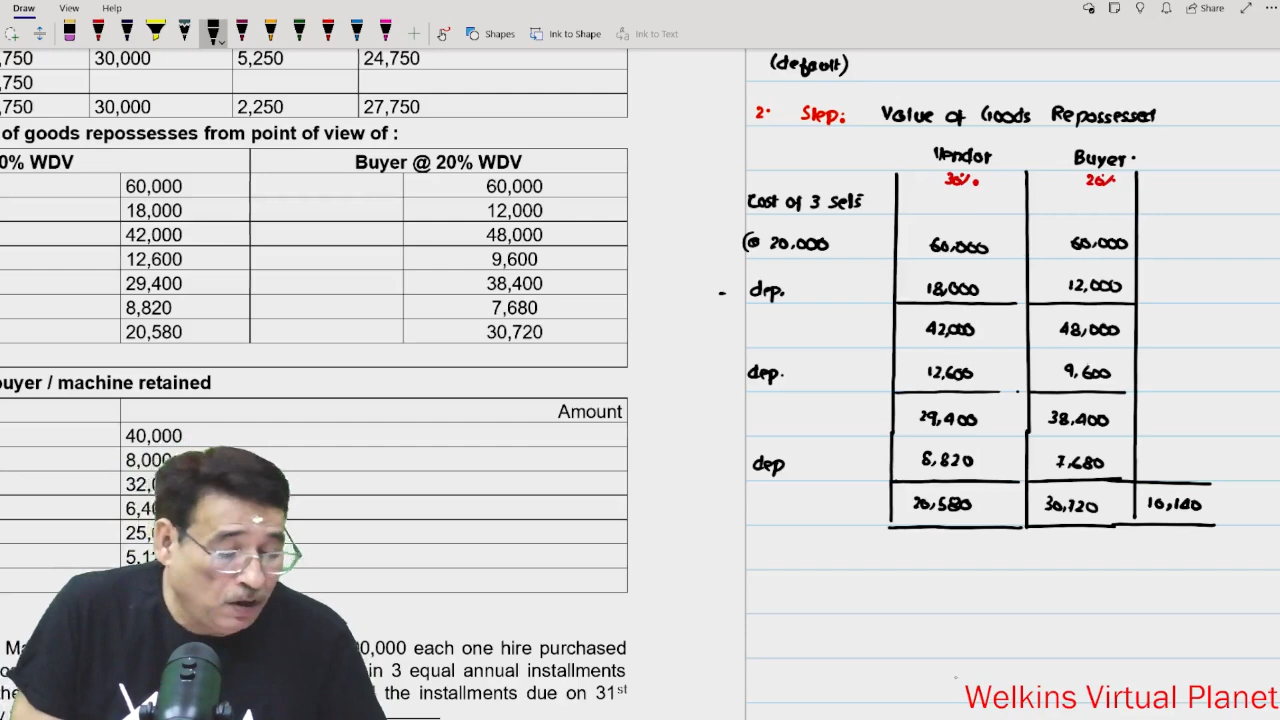 Draw View Help
Share
Shapes Ink to Shape Ink to Text
,750 30,000 5,250 24,750
,750
,750 30,000 2,250 27,750
of goods repossesses from point of view of :
0% WDV Buyer @ 20% WDV
60,000 60,000
18,000 12,000
42,000 48,000
12,600 9,600
29,400 38,400
8,820 7,680
20,580 30,720
buyer / machine retained
Amount
40,000
8,000
32,
6,4
25,
5,1
0,000 each one hire purchased
in 3 equal annual installments
the installments due on 31st
(default)
2. Step: Value of Goods Repossessed
Vendor Buyer.
30%. 20%
Cost of 3 sets
@ 20,000 60,000 60,000
- dep. 18,000 12,000
42,000 48,000
dep. 12,600 9,600
29,400 38,400
dep 8,820 7,680
20,580 30,720 10,140
Welkins Virtual Planet